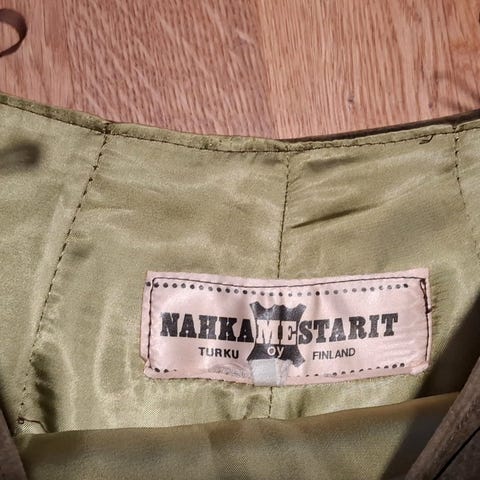 NAHKAMESTARIT
TURKU OY FINLAND